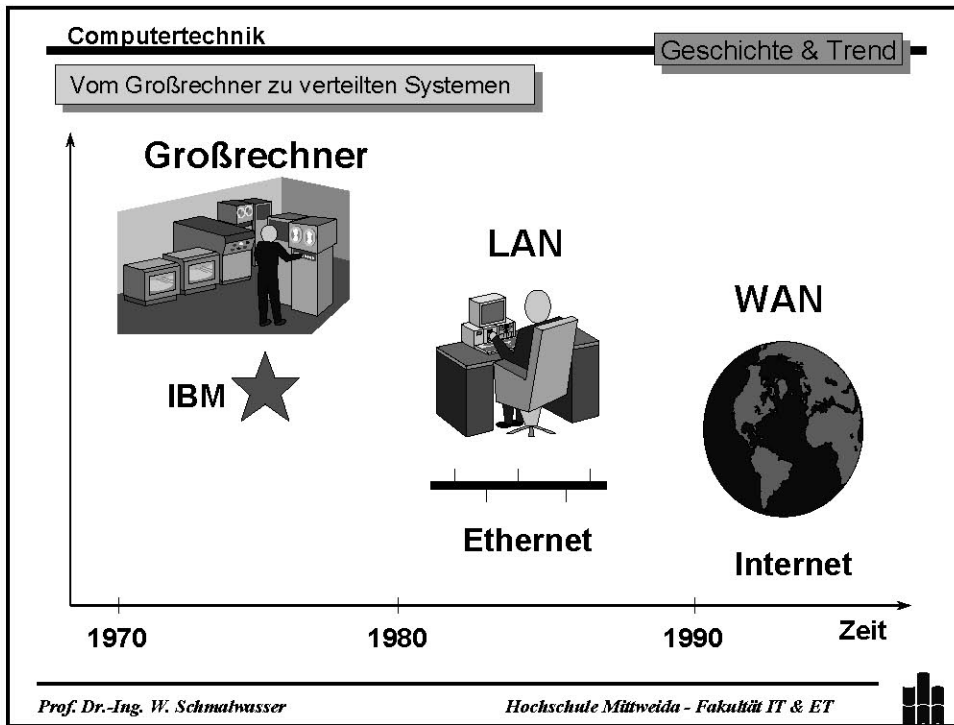 Computertechnik
Geschichte & Trend
Vom Großrechner zu verteilten Systemen
Großrechner
LAN
WAN
IBM
Ethernet
Internet
1970
1980
1990
Zeit
Prof. Dr.-Ing. W. Schmalwasser
Hochschule Mittweida - Fakultät IT & ET